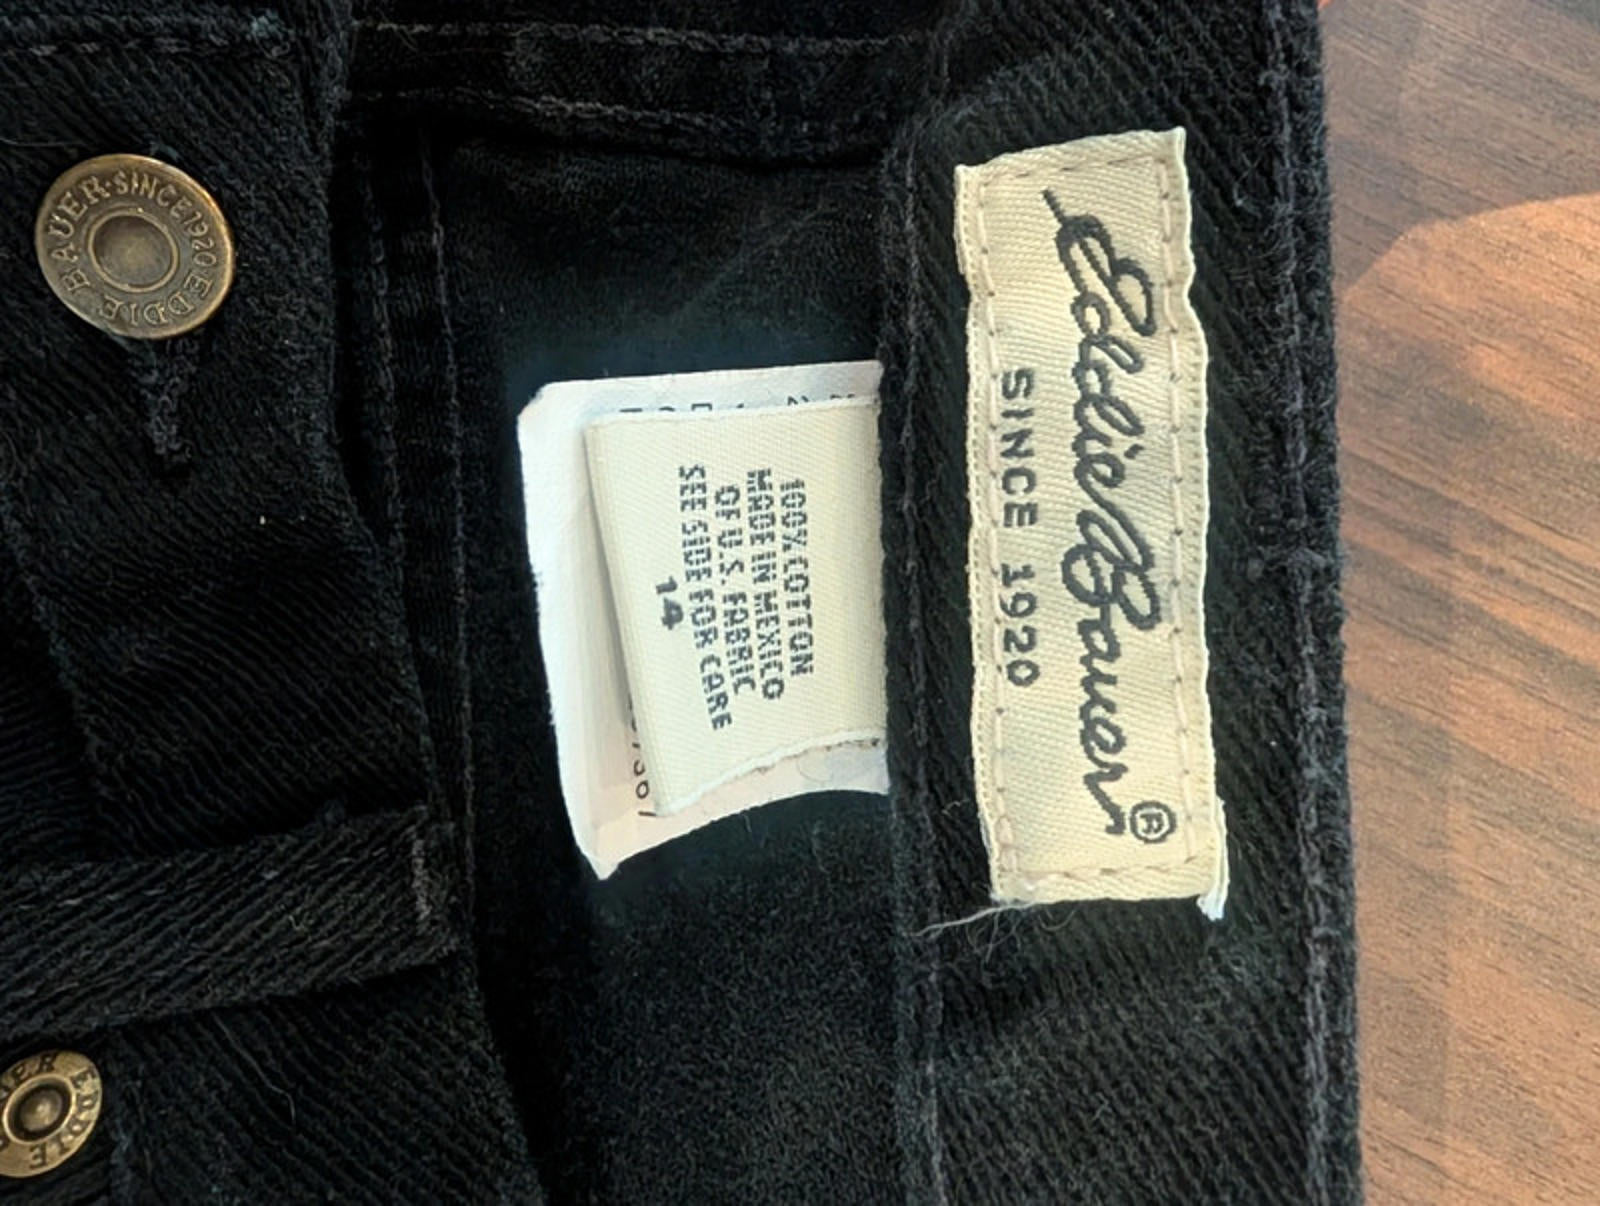 EDDIE BAUER · SINCE 1920
100% COTTON
MADE IN MEXICO
OF U.S. FABRIC
SEE SIDE FOR CARE
14
Eddie Bauer®
SINCE 1920
EDDIE